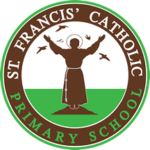 ST. FRANCIS' CATHOLIC
PRIMARY SCHOOL